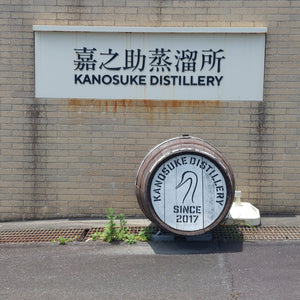 嘉之助蒸溜所
KANOSUKE DISTILLERY
KANOSUKE DISTILLERY
SINCE
2017